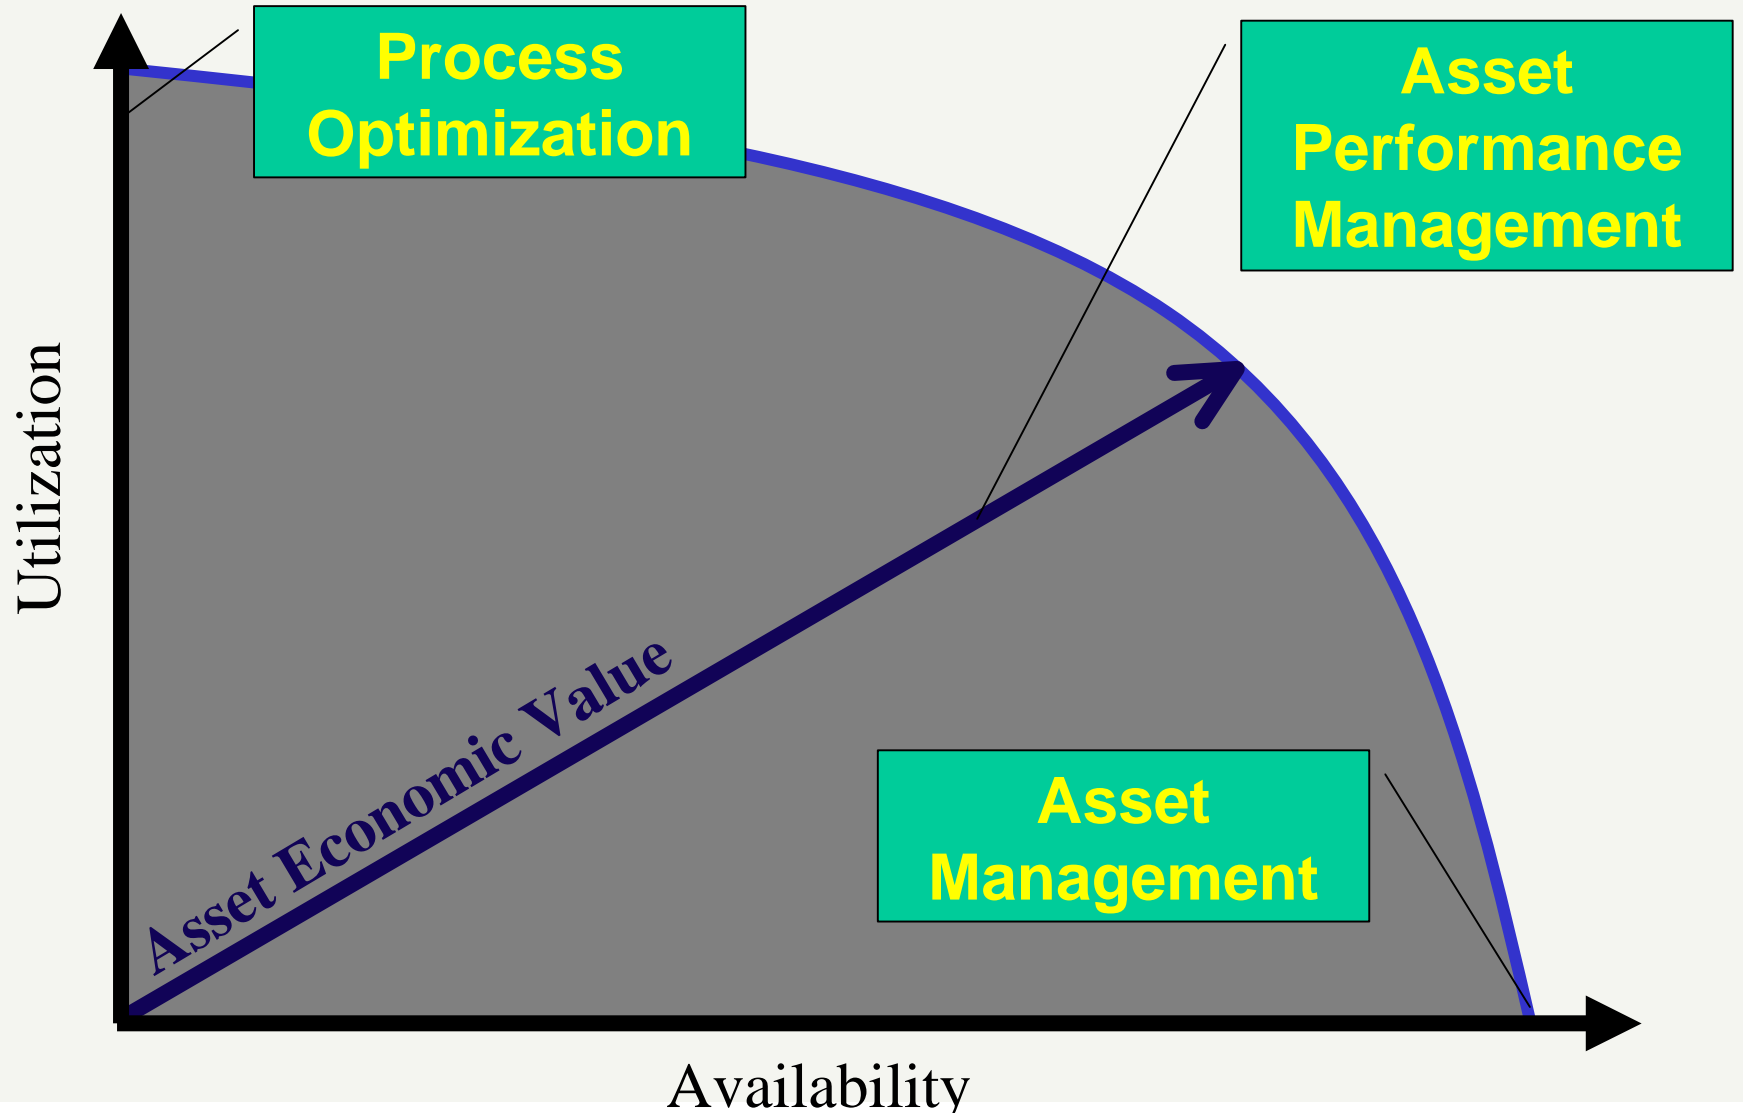 Process
Optimization
Asset
Performance
Management
Utilization
Asset Economic Value
Asset
Management
Availability